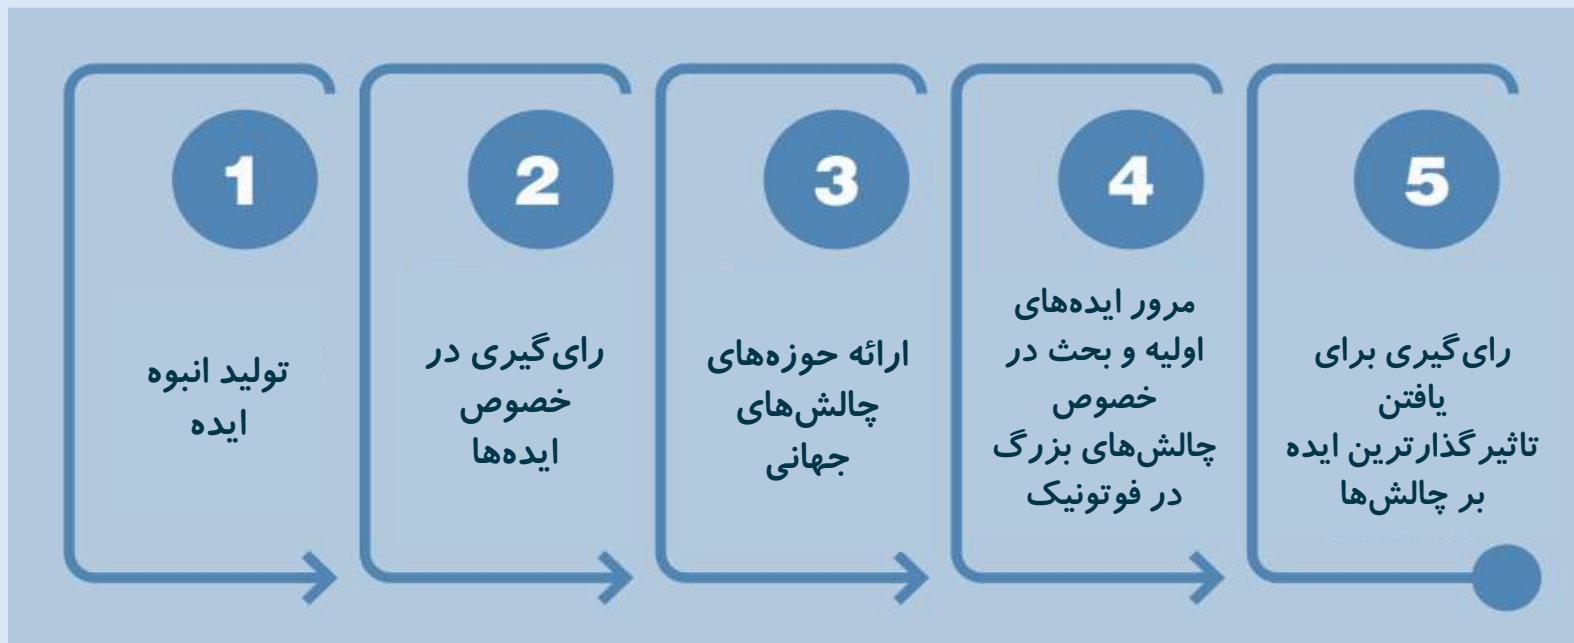 1
تولید انبوه
ایده
2
رای‌گیری در
خصوص
ایده‌ها
3
ارائه حوزه‌های
چالش‌های
جهانی
4
مرور ایده‌های
اولیه و بحث در
خصوص
چالش‌های بزرگ
در فوتونیک
5
رای‌گیری برای
یافتن
تاثیرگذارترین ایده
بر چالش‌ها